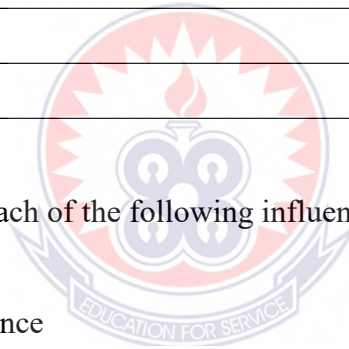 ach of the following influen
EDUCATION FOR SERVICE
nce